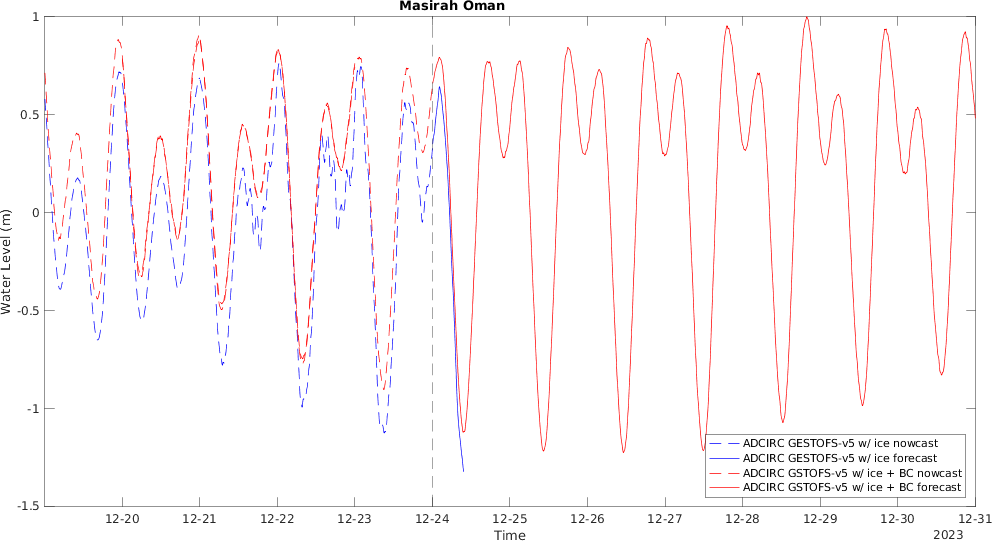 Masirah Oman
1
0.5
0
-0.5
-1
-1.5
Water Level (m)
ADCIRC GESTOFS-v5 w/ ice nowcast
ADCIRC GESTOFS-v5 w/ ice forecast
ADCIRC GSTOFS-v5 w/ ice + BC nowcast
ADCIRC GSTOFS-v5 w/ ice + BC forecast
12-20 12-21 12-22 12-23 12-24 12-25 12-26 12-27 12-28 12-29 12-30 12-31
Time
2023